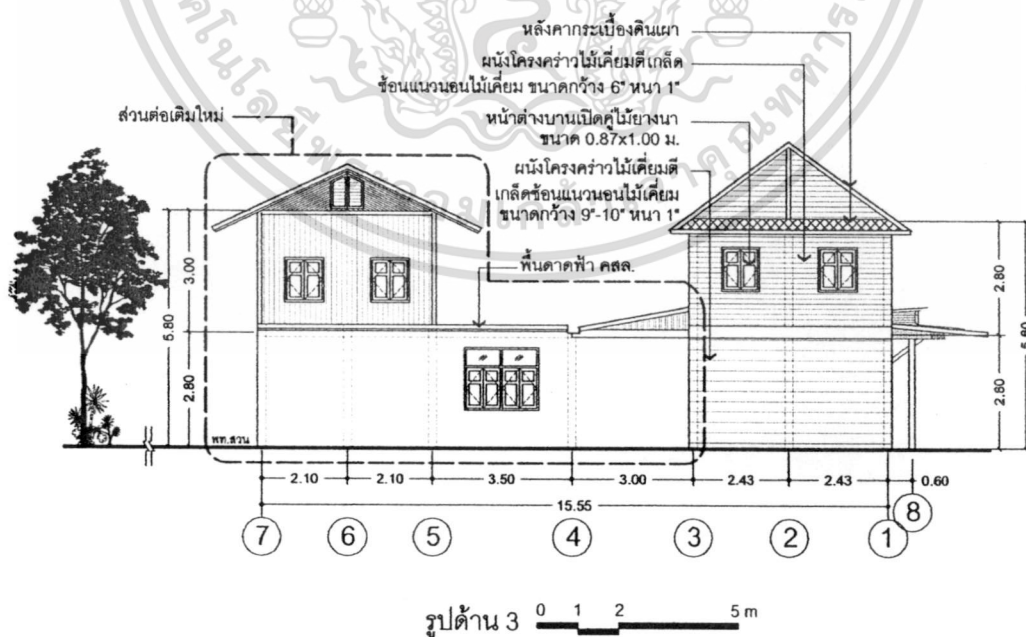 หลังคากระเบื้องดินเผา
ผนังโครงคร่าวไม้เคี่ยมตีเกล็ด
ซ้อนแนวนอนไม้เคี่ยม ขนาดกว้าง 6" หนา 1"
หน้าต่างบานเปิดคู่ไม้ยางนา
ขนาด 0.87x1.00 ม.
ผนังโครงคร่าวไม้เคี่ยมตี
เกล็ดซ้อนแนวนอนไม้เคี่ยม
ขนาดกว้าง 9"-10" หนา 1"
ส่วนต่อเติมใหม่
พื้นดาดฟ้า คสล.
3.00
5.80
2.80
2.80
2.80
5.80
พท.สวน
2.10 2.10 3.50 3.00 2.43 2.43 0.60
15.55
7 6 5 4 3 2 1 8
รูปด้าน 3 0 1 2 5 m